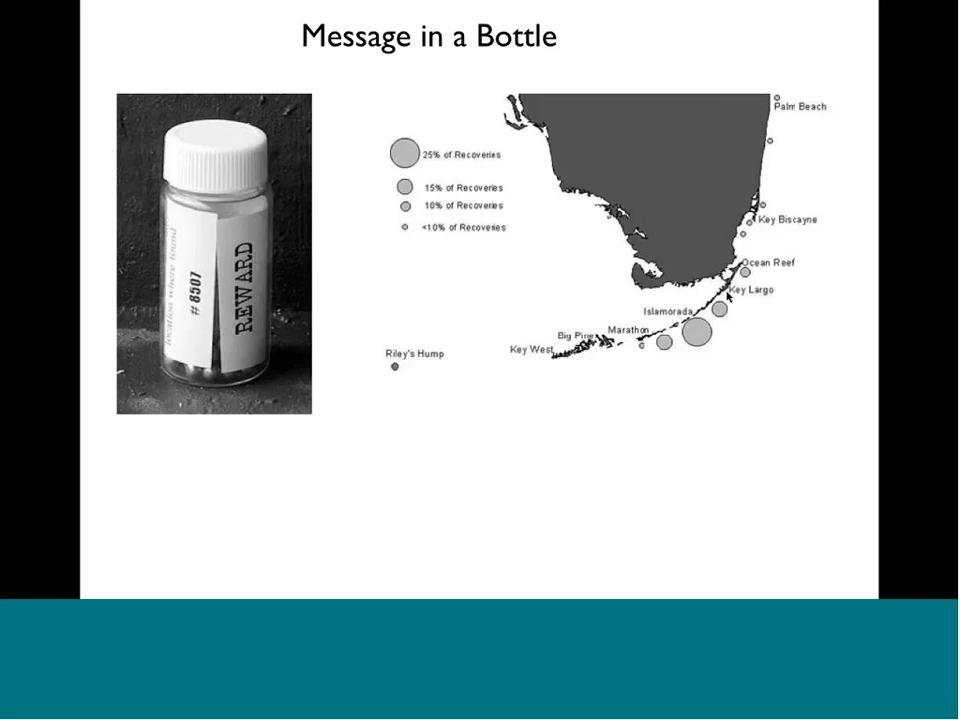 Message in a Bottle
location where found
# 8507
REWARD
25% of Recoveries
15% of Recoveries
10% of Recoveries
<10% of Recoveries
Palm Beach
Key Biscayne
Ocean Reef
Key Largo
Islamorada
Marathon
Big Pine
Key West
Riley's Hump